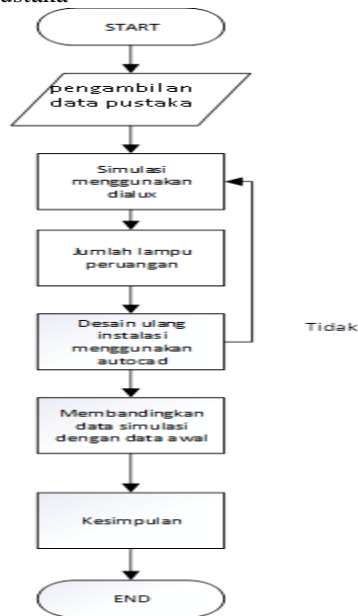 START
pengambilan
data pustaka
Simulasi
menggunakan
dialux
Jumlah lampu
peruangan
Desain ulang
instalasi
menggunakan
autocad
Tidak
Membandingkan
data simulasi
dengan data awal
Kesimpulan
END